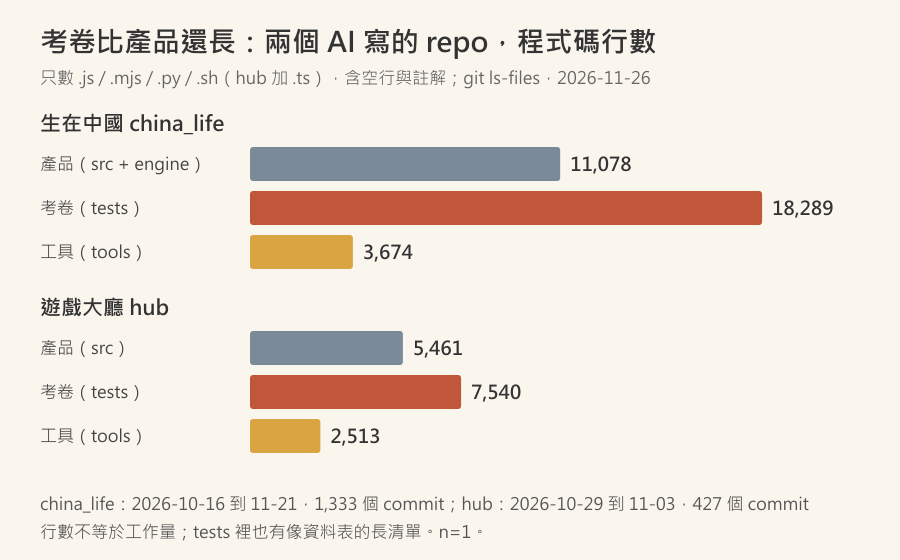 考卷比產品還長：兩個 AI 寫的 repo，程式碼行數
只數 .js / .mjs / .py / .sh（hub 加 .ts）· 含空行與註解；git ls-files · 2026-11-26
生在中國 china_life
產品（src + engine） 11,078
考卷（tests） 18,289
工具（tools） 3,674
遊戲大廳 hub
產品（src） 5,461
考卷（tests） 7,540
工具（tools） 2,513
china_life：2026-10-16 到 11-21 · 1,333 個 commit；hub：2026-10-29 到 11-03 · 427 個 commit
行數不等於工作量；tests 裡也有像資料表的長清單。n=1。